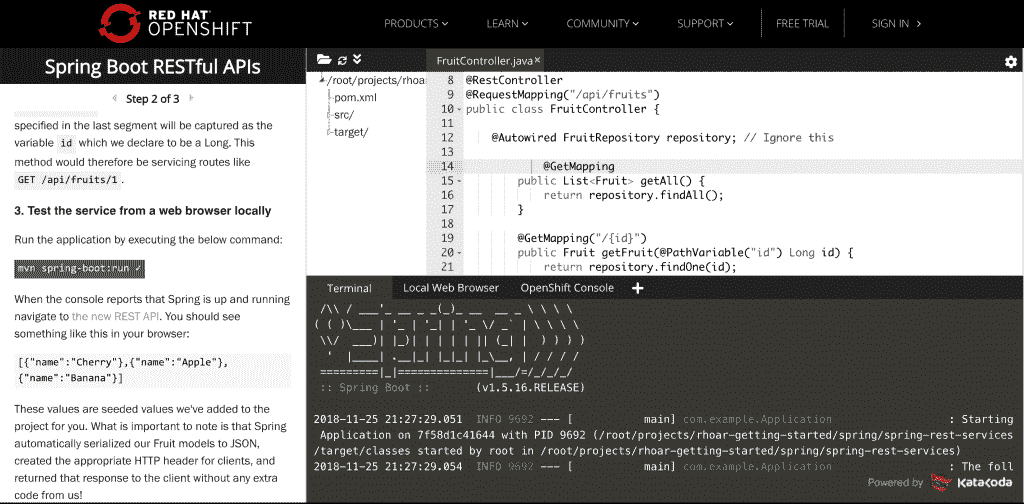 RED HAT®
OPENSHIFT
PRODUCTS
LEARN
COMMUNITY
SUPPORT
FREE TRIAL
SIGN IN
Spring Boot RESTful APIs
Step 2 of 3
specified in the last segment will be captured as the
variable id which we declare to be a Long. This
method would therefore be servicing routes like
GET /api/fruits/1.
3. Test the service from a web browser locally
Run the application by executing the below command:
mvn spring-boot:run ✓
When the console reports that Spring is up and running
navigate to the new REST API. You should see
something like this in your browser:
[{"name":"Cherry"},{"name":"Apple"},
{"name":"Banana"}]
These values are seeded values we've added to the
project for you. What is important to note is that Spring
automatically serialized our Fruit models to JSON,
created the appropriate HTTP header for clients, and
returned that response to the client without any extra
code from us!
/root/projects/rhoar
pom.xml
src/
target/
FruitController.java×
8 @RestController
9 @RequestMapping("/api/fruits")
10 public class FruitController {
11
12 @Autowired FruitRepository repository; // Ignore this
13
14 @GetMapping
15 public List<Fruit> getAll() {
16 return repository.findAll();
17 }
18
19 @GetMapping("/{id}")
20 public Fruit getFruit(@PathVariable("id") Long id) {
21 return repository.findOne(id);
Terminal
Local Web Browser
OpenShift Console
+
 /\\ / ___'_ __ _ _(_)_ __  __ _ \ \ \ \
( ( )\___ | '_ | '_| | '_ \/ _` | \ \ \ \
 \\/  ___)| |_)| | | | | || (_| |  ) ) ) )
  '  |____| .__|_| |_|_| |_\__, | / / / /
 =========|_|==============|___/=/_/_/_/
:: Spring Boot :: (v1.5.16.RELEASE)
2018-11-25 21:27:29.051 INFO 9692 --- [ main] com.example.Application : Starting
Application on 7f58d1c41644 with PID 9692 (/root/projects/rhoar-getting-started/spring/spring-rest-services
/target/classes started by root in /root/projects/rhoar-getting-started/spring/spring-rest-services)
2018-11-25 21:27:29.054 INFO 9692 --- [ main] com.example.Application : The foll
Powered by KATACODA